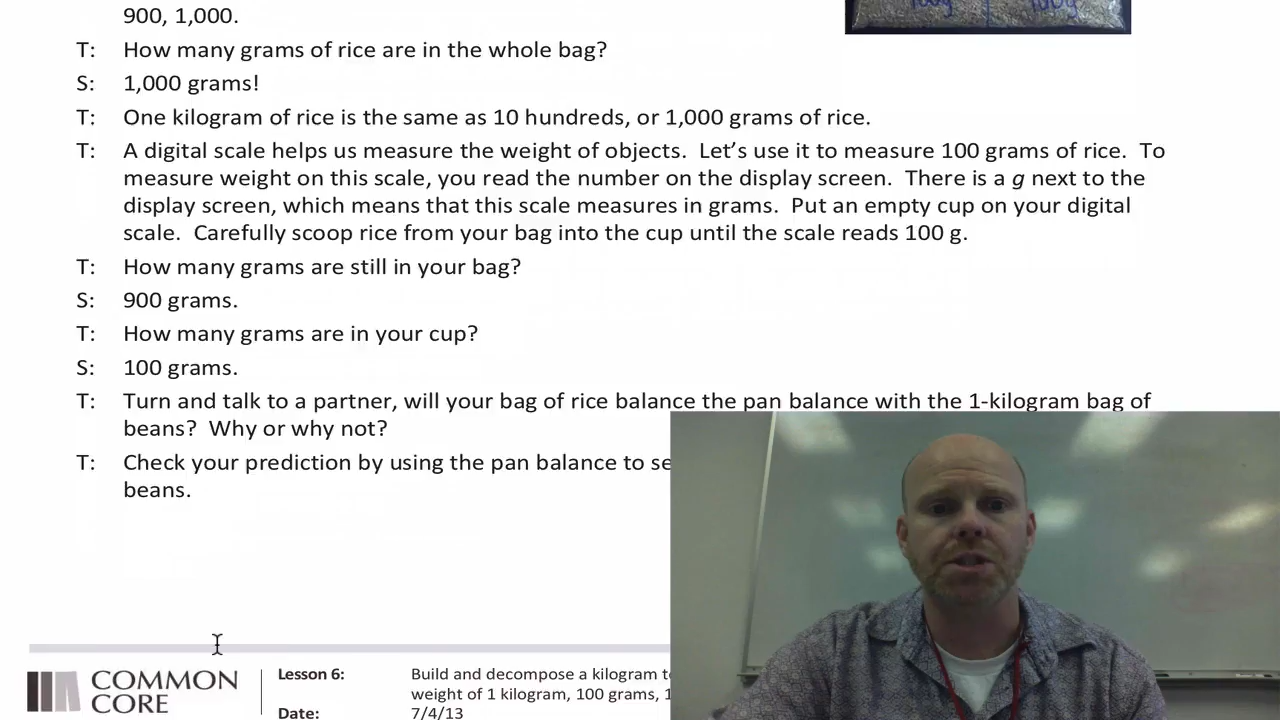 900, 1,000.
100g 100g
T: How many grams of rice are in the whole bag?
S: 1,000 grams!
T: One kilogram of rice is the same as 10 hundreds, or 1,000 grams of rice.
T: A digital scale helps us measure the weight of objects. Let’s use it to measure 100 grams of rice. To
measure weight on this scale, you read the number on the display screen. There is a g next to the
display screen, which means that this scale measures in grams. Put an empty cup on your digital
scale. Carefully scoop rice from your bag into the cup until the scale reads 100 g.
T: How many grams are still in your bag?
S: 900 grams.
T: How many grams are in your cup?
S: 100 grams.
T: Turn and talk to a partner, will your bag of rice balance the pan balance with the 1-kilogram bag of
beans? Why or why not?
T: Check your prediction by using the pan balance to se
beans.
COMMON
CORE
Lesson 6: Build and decompose a kilogram to
weight of 1 kilogram, 100 grams, 1
Date: 7/4/13